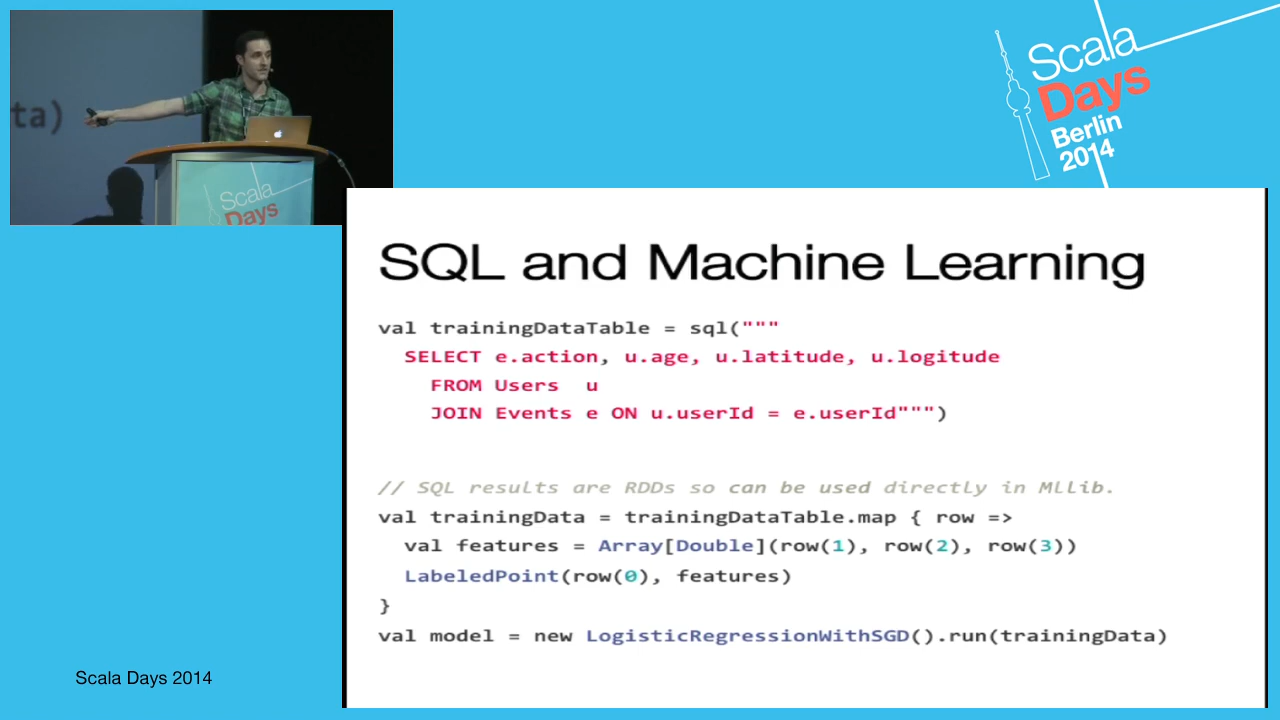 ta)
Scala
Days
Scala
Days
Berlin
2014
SQL and Machine Learning
val trainingDataTable = sql("""
SELECT e.action, u.age, u.latitude, u.logitude
FROM Users u
JOIN Events e ON u.userId = e.userId""")
// SQL results are RDDs so can be used directly in MLlib.
val trainingData = trainingDataTable.map { row =>
val features = Array[Double](row(1), row(2), row(3))
LabeledPoint(row(0), features)
}
val model = new LogisticRegressionWithSGD().run(trainingData)
Scala Days 2014